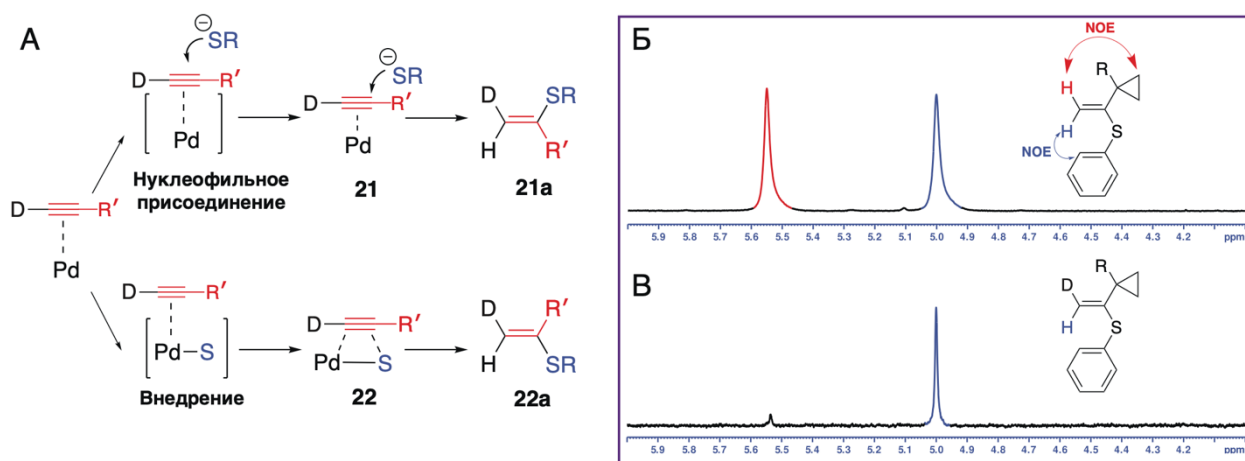 А
⊖
SR
D
R′
Pd
Нуклеофильное
присоединение
⊖
SR
D
R′
Pd
21
D
SR
H
R′
21a
D
R′
Pd
D
R′
Pd
S
Внедрение
D
R′
Pd
S
22
D
R′
H
SR
22a
Б
NOE
R
H
H
S
NOE
5.9 5.8 5.7 5.6 5.5 5.4 5.3 5.2 5.1 5.0 4.9 4.8 4.7 4.6 4.5 4.4 4.3 4.2 ppm
В
R
D
H
S
5.9 5.8 5.7 5.6 5.5 5.4 5.3 5.2 5.1 5.0 4.9 4.8 4.7 4.6 4.5 4.4 4.3 4.2 ppm